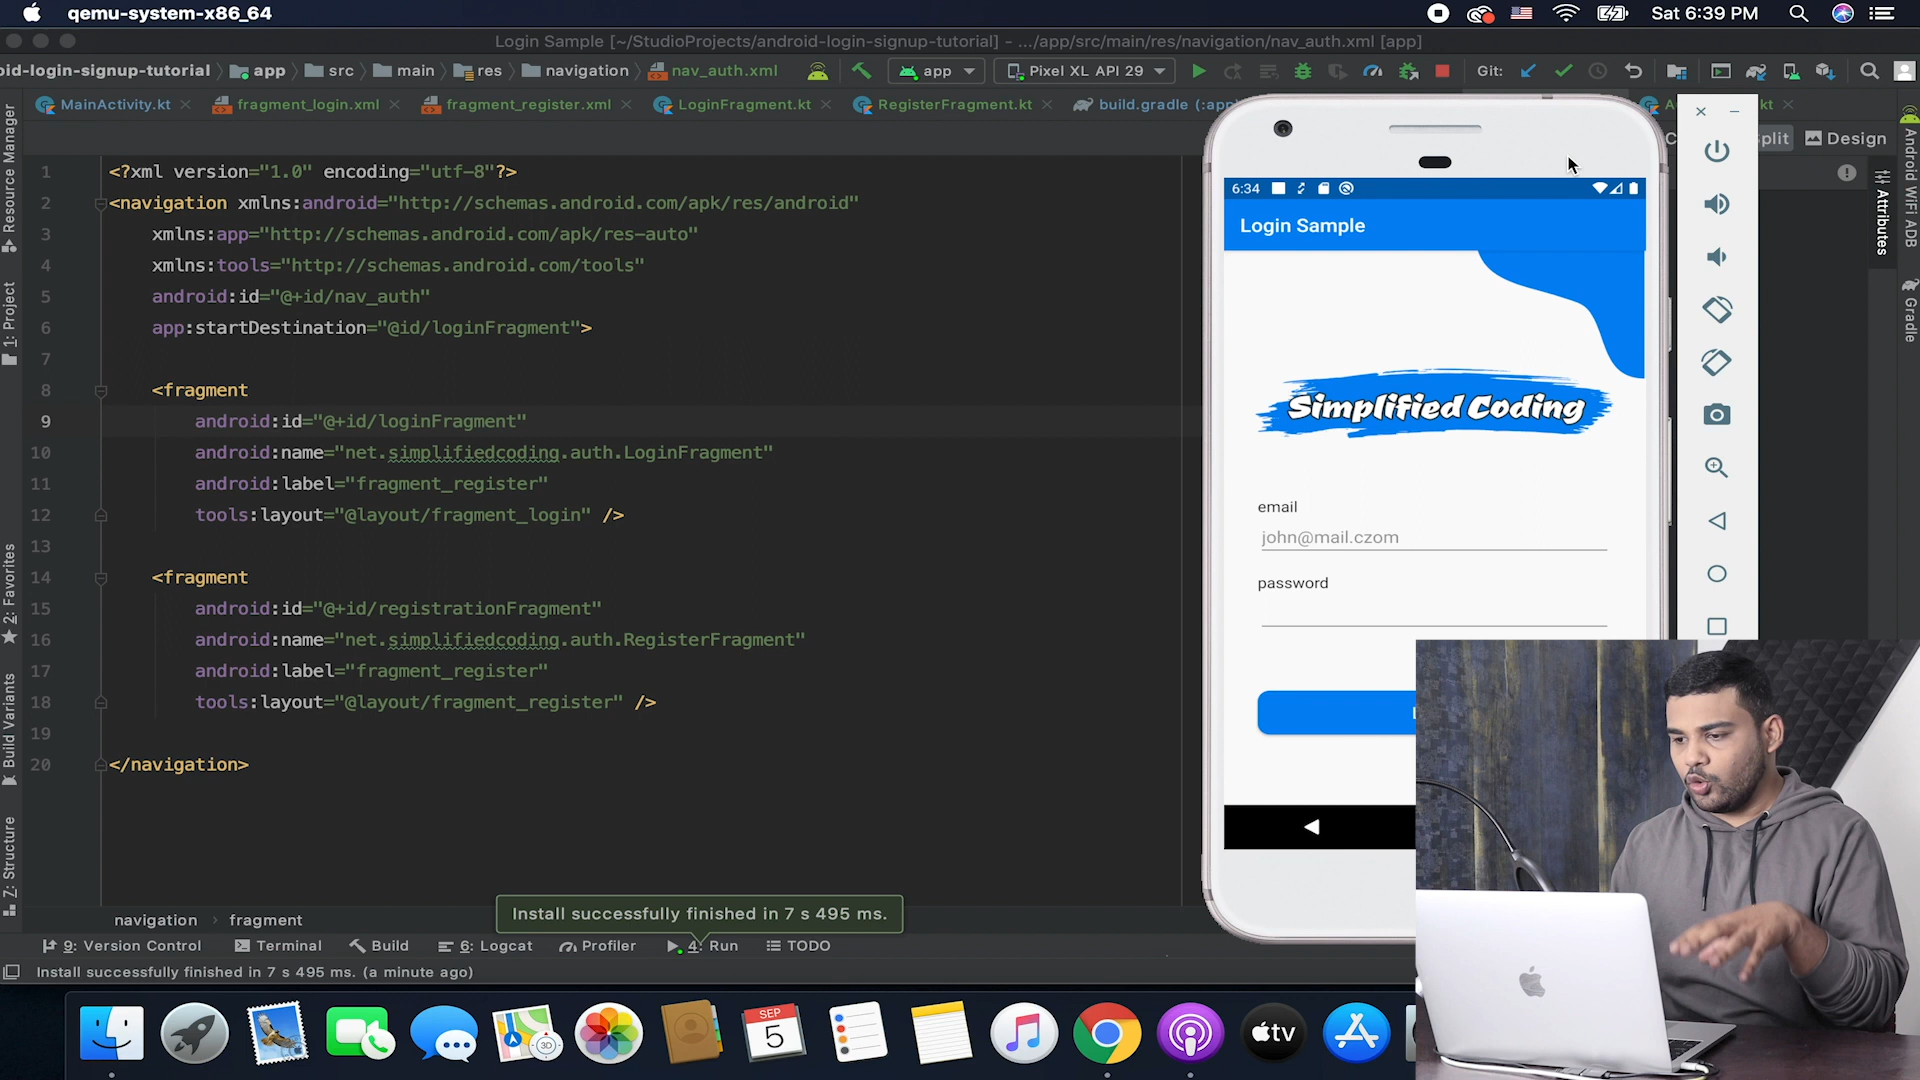 qemu-system-x86_64
Sat 6:39 PM
Login Sample [~/StudioProjects/android-login-signup-tutorial] - .../app/src/main/res/navigation/nav_auth.xml [app]
oid-login-signup-tutorial
app
src
main
res
navigation
nav_auth.xml
app
Pixel XL API 29
Git:
MainActivity.kt
fragment_login.xml
fragment_register.xml
LoginFragment.kt
RegisterFragment.kt
build.gradle (:app)
kt
Split
Design
1 <?xml version="1.0" encoding="utf-8"?>
2 <navigation xmlns:android="http://schemas.android.com/apk/res/android"
3 xmlns:app="http://schemas.android.com/apk/res-auto"
4 xmlns:tools="http://schemas.android.com/tools"
5 android:id="@+id/nav_auth"
6 app:startDestination="@id/loginFragment">
7
8 <fragment
9 android:id="@+id/loginFragment"
10 android:name="net.simplifiedcoding.auth.LoginFragment"
11 android:label="fragment_register"
12 tools:layout="@layout/fragment_login" />
13
14 <fragment
15 android:id="@+id/registrationFragment"
16 android:name="net.simplifiedcoding.auth.RegisterFragment"
17 android:label="fragment_register"
18 tools:layout="@layout/fragment_register" />
19
20 </navigation>
Resource Manager
1: Project
2: Favorites
Build Variants
7: Structure
Attributes
Android WiFi ADB
Gradle
6:34
Login Sample
Simplified Coding
email
john@mail.czom
password
navigation
fragment
Install successfully finished in 7 s 495 ms.
9: Version Control
Terminal
Build
6: Logcat
Profiler
4: Run
TODO
Install successfully finished in 7 s 495 ms. (a minute ago)
3D
SEP
5
tv